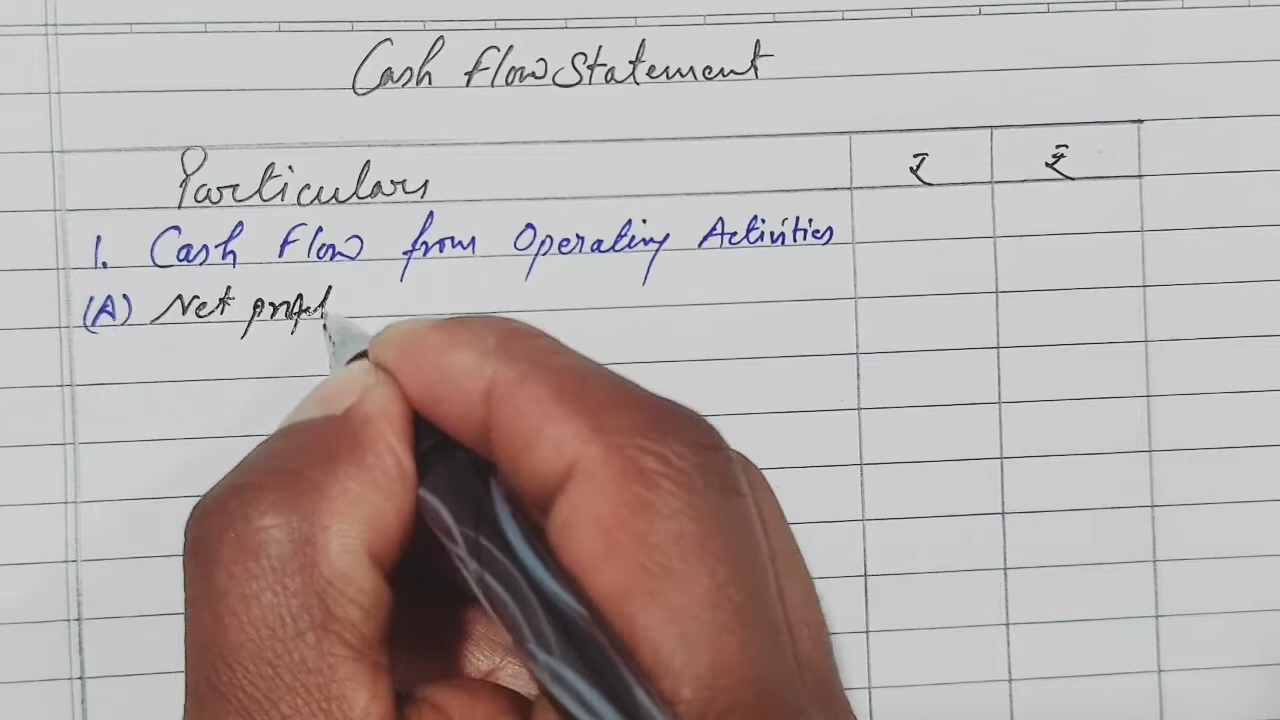 Cash Flow Statement
Particulars ₹ ₹
1. Cash Flow from Operating Activities
(A) Net profit